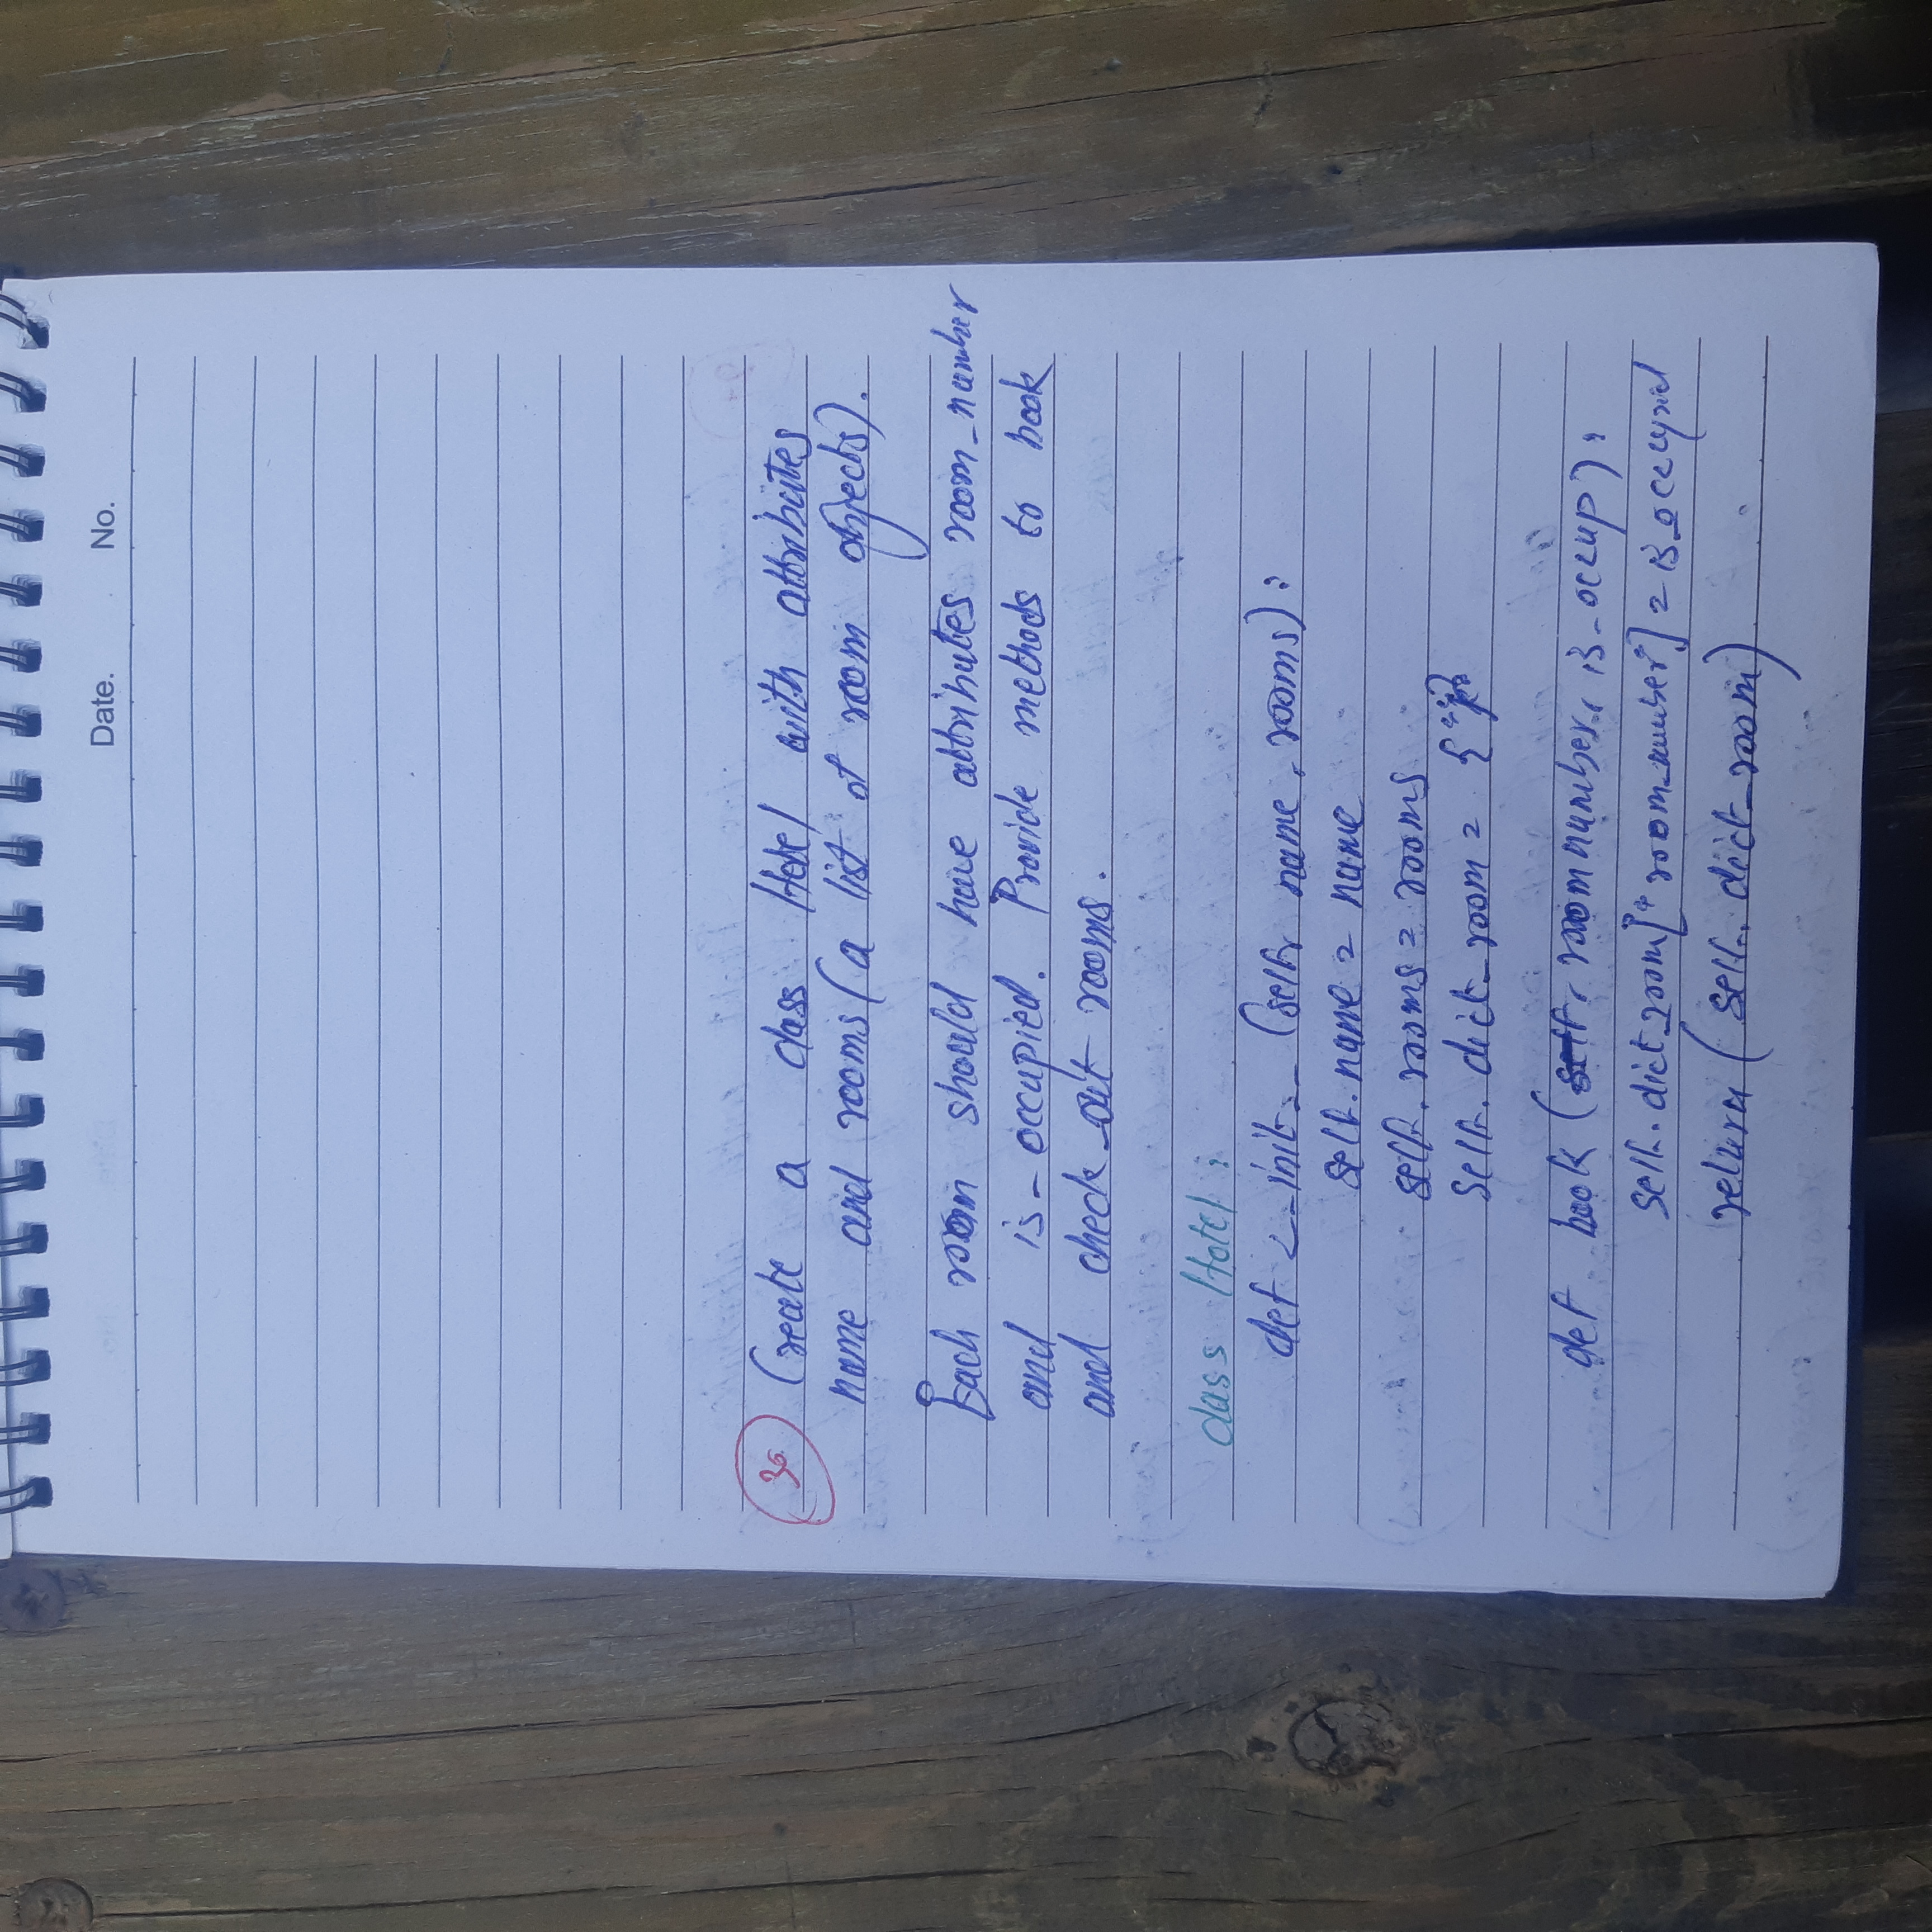 Date. No.
36 Create a class Hotel with attributes
name and rooms (a list of room objects).
Each room should have attributes room_number
and is_occupied. Provide methods to book
and check_out rooms.
class Hotel:
def __init__ (self, name, rooms):
self.name = name
self.rooms = rooms
self.dict_room = {}
def book (self, room number, is_occup):
self.dict_room["room_number"] = is_occupied
return (self.dict_room)